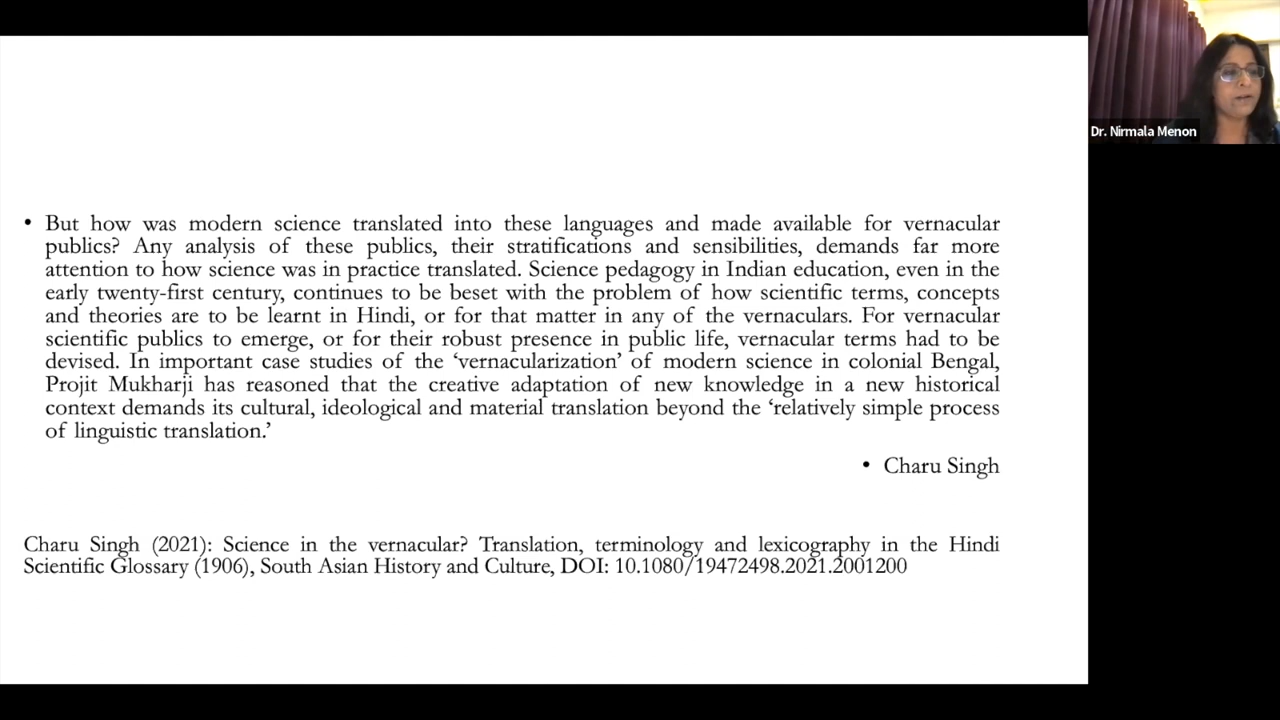 • But how was modern science translated into these languages and made available for vernacular
publics? Any analysis of these publics, their stratifications and sensibilities, demands far more
attention to how science was in practice translated. Science pedagogy in Indian education, even in the
early twenty-first century, continues to be beset with the problem of how scientific terms, concepts
and theories are to be learnt in Hindi, or for that matter in any of the vernaculars. For vernacular
scientific publics to emerge, or for their robust presence in public life, vernacular terms had to be
devised. In important case studies of the ‘vernacularization’ of modern science in colonial Bengal,
Projit Mukharji has reasoned that the creative adaptation of new knowledge in a new historical
context demands its cultural, ideological and material translation beyond the ‘relatively simple process
of linguistic translation.’
• Charu Singh
Charu Singh (2021): Science in the vernacular? Translation, terminology and lexicography in the Hindi
Scientific Glossary (1906), South Asian History and Culture, DOI: 10.1080/19472498.2021.2001200
Dr. Nirmala Menon